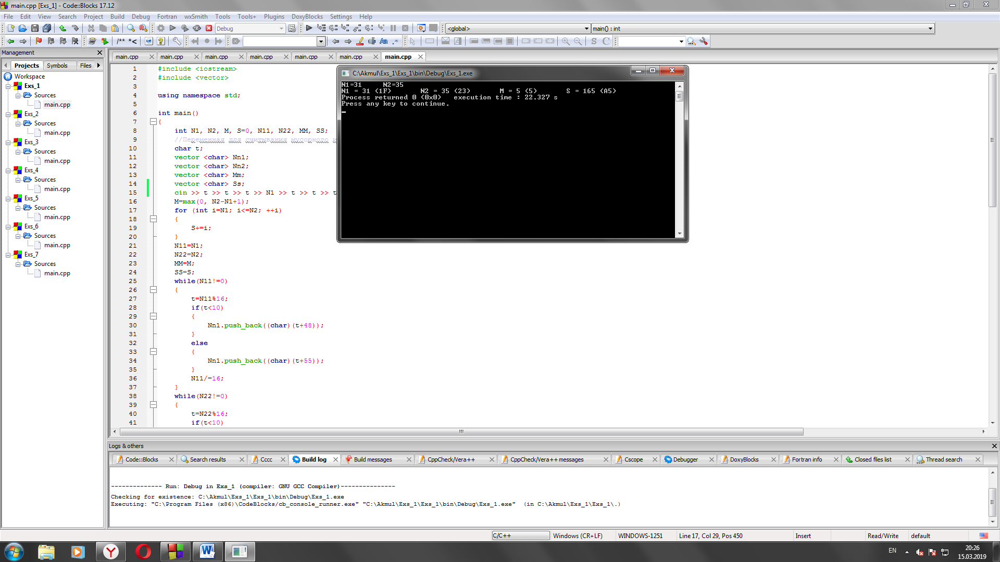 main.cpp [Exs_1] - Code::Blocks 17.12
File Edit View Search Project Build Debug Fortran wxSmith Tools Tools+ Plugins DoxyBlocks Settings Help
Debug
<global>
main() : int
/** *<
Aa .*
S C
Management
Projects Symbols Files
Workspace
Exs_1
Sources
main.cpp
Exs_2
Sources
main.cpp
Exs_3
Sources
main.cpp
Exs_4
Sources
main.cpp
Exs_5
Sources
main.cpp
Exs_6
Sources
main.cpp
Exs_7
Sources
main.cpp
main.cpp main.cpp main.cpp main.cpp main.cpp main.cpp main.cpp
1 #include <iostream>
2 #include <vector>
3
4 using namespace std;
5
6 int main()
7 {
8 int N1, N2, M, S=0, N11, N22, MM, SS;
9 //Переменная для считывания мусорного
10 char t;
11 vector <char> Nn1;
12 vector <char> Nn2;
13 vector <char> Mm;
14 vector <char> Ss;
15 cin >> t >> t >> t >> N1 >> t >> t >> t
16 M=max(0, N2-N1+1);
17 for (int i=N1; i<=N2; ++i)
18 {
19 S+=i;
20 }
21 N11=N1;
22 N22=N2;
23 MM=M;
24 SS=S;
25 while(N11!=0)
26 {
27 t=N11%16;
28 if(t<10)
29 {
30 Nn1.push_back((char)(t+48));
31 }
32 else
33 {
34 Nn1.push_back((char)(t+55));
35 }
36 N11/=16;
37 }
38 while(N22!=0)
39 {
40 t=N22%16;
41 if(t<10)
C:\Akmul\Exs_1\Exs_1\bin\Debug\Exs_1.exe
N1=31 N2=35
N1 = 31 (1F) N2 = 35 (23) M = 5 (5) S = 165 (A5)
Process returned 0 (0x0) execution time : 22.327 s
Press any key to continue.
Logs & others
Code::Blocks Search results Cccc Build log Build messages CppCheck/Vera++ CppCheck/Vera++ messages Cscope Debugger DoxyBlocks Fortran info Closed files list Thread search
-------------- Run: Debug in Exs_1 (compiler: GNU GCC Compiler)---------------
Checking for existence: C:\Akmul\Exs_1\Exs_1\bin\Debug\Exs_1.exe
Executing: "C:\Program Files (x86)\CodeBlocks/cb_console_runner.exe" "C:\Akmul\Exs_1\Exs_1\bin\Debug\Exs_1.exe" (in C:\Akmul\Exs_1\Exs_1\.)
C/C++ Windows (CR+LF) WINDOWS-1251 Line 17, Col 29, Pos 450 Insert Read/Write default
EN
20:26
15.03.2019